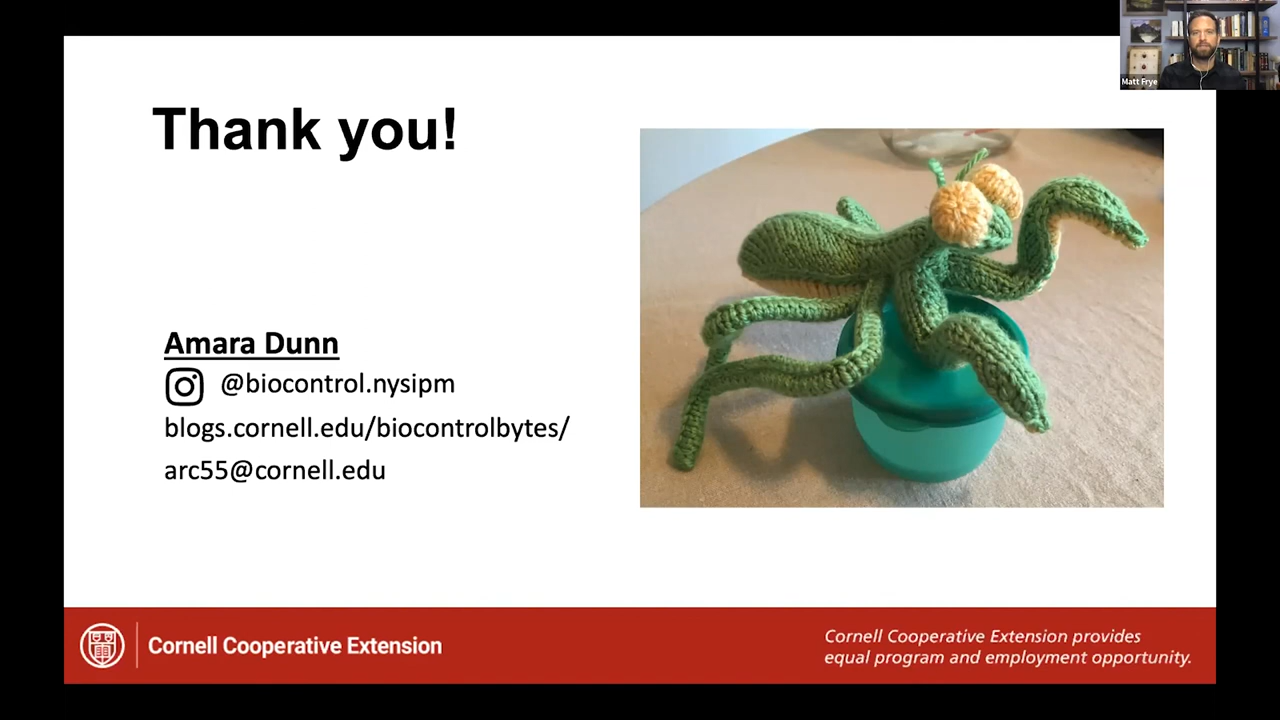 Matt Frye
Thank you!
Amara Dunn
@biocontrol.nysipm
blogs.cornell.edu/biocontrolbytes/
arc55@cornell.edu
Cornell Cooperative Extension
Cornell Cooperative Extension provides
equal program and employment opportunity.